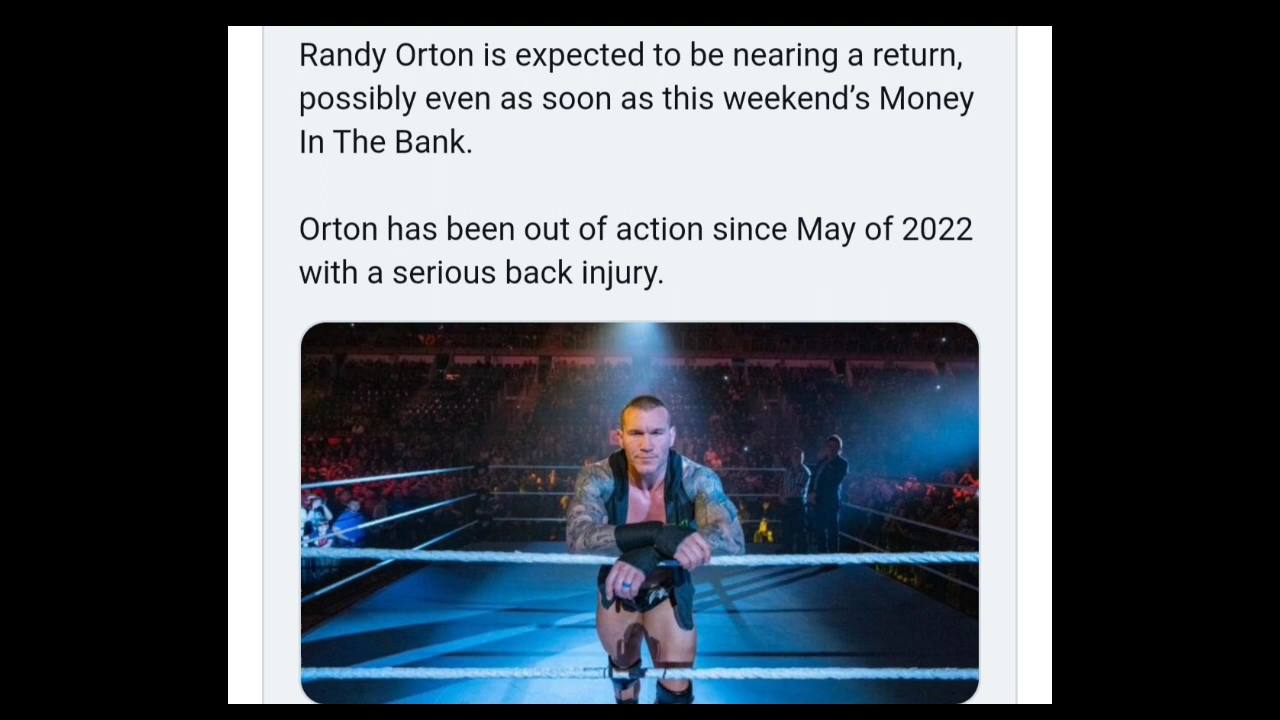 Randy Orton is expected to be nearing a return,
possibly even as soon as this weekend’s Money
In The Bank.
Orton has been out of action since May of 2022
with a serious back injury.